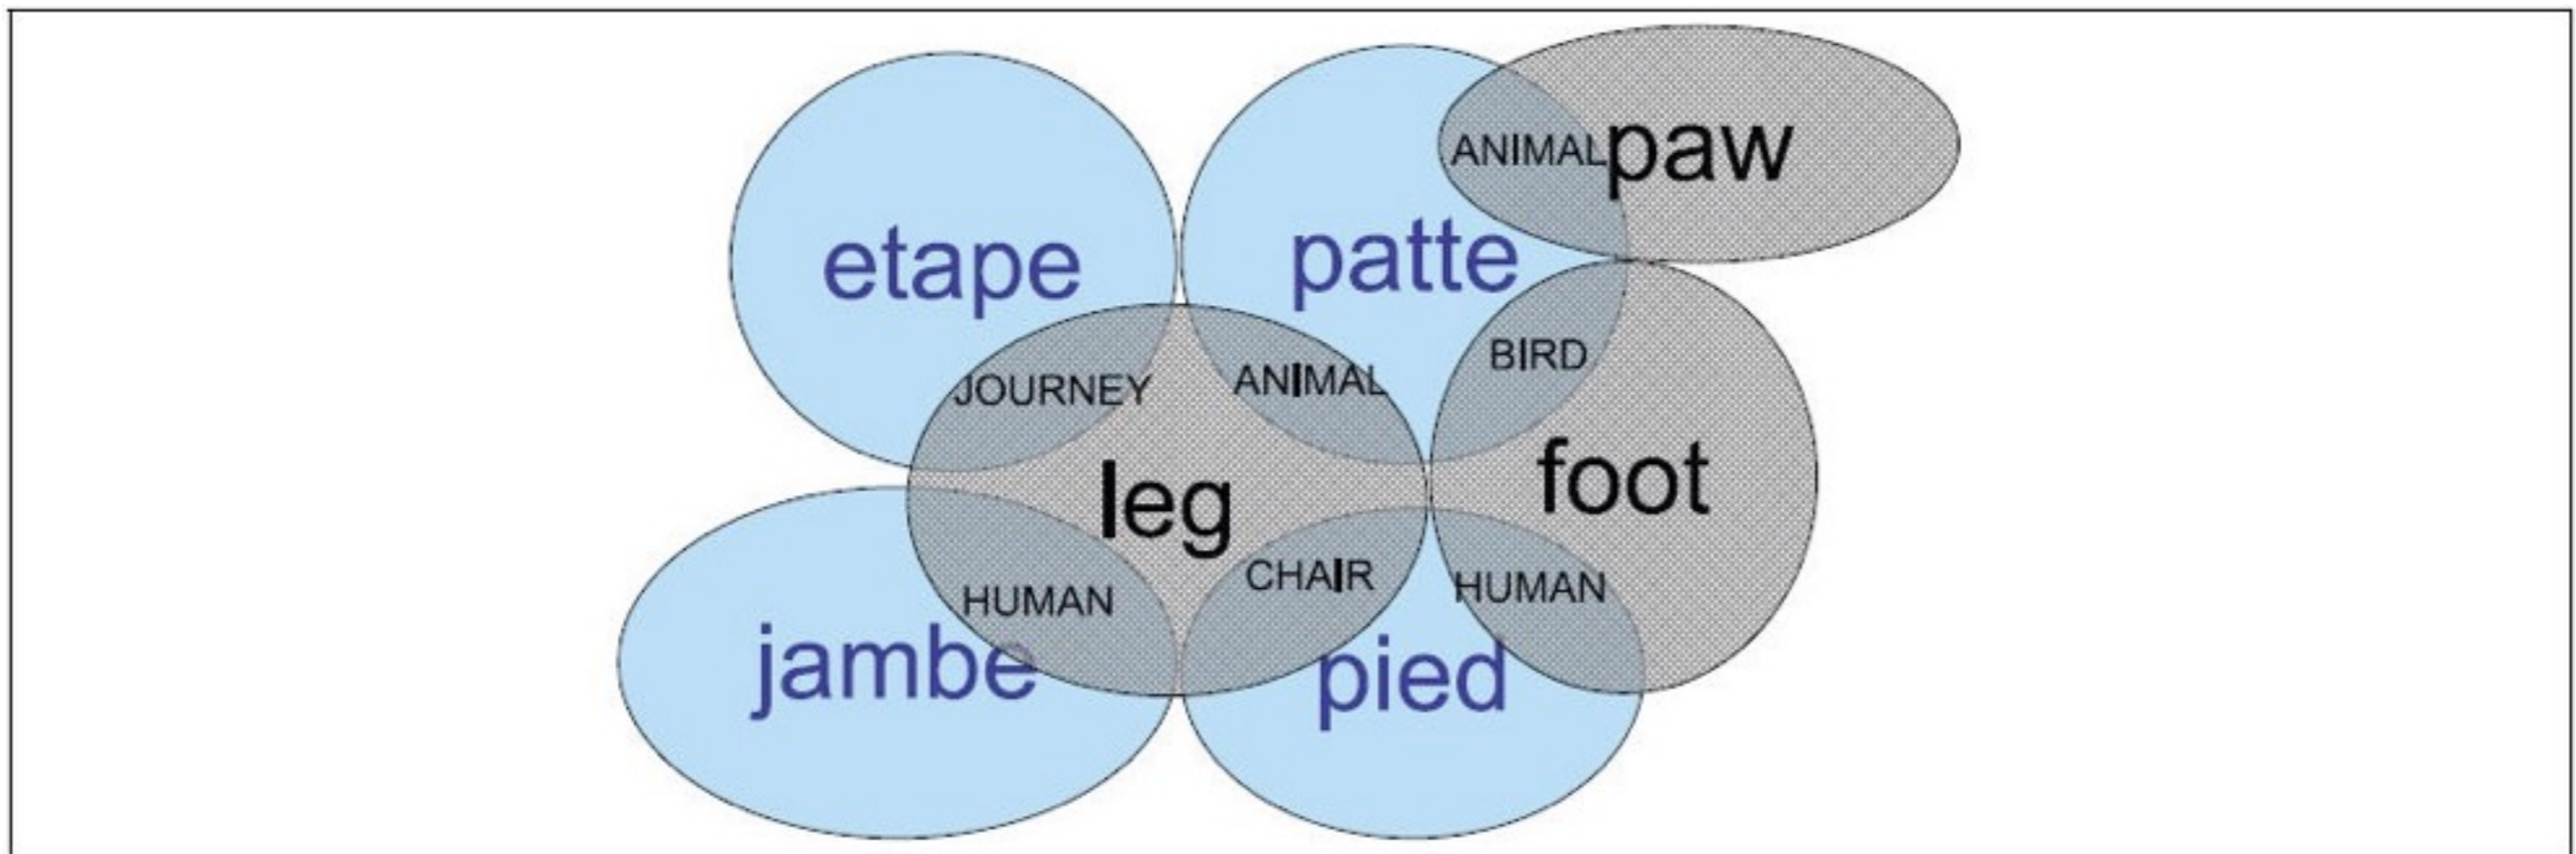 ANIMAL paw
etape
patte
BIRD
JOURNEY
ANIMAL
leg
foot
HUMAN
CHAIR
HUMAN
jambe
pied